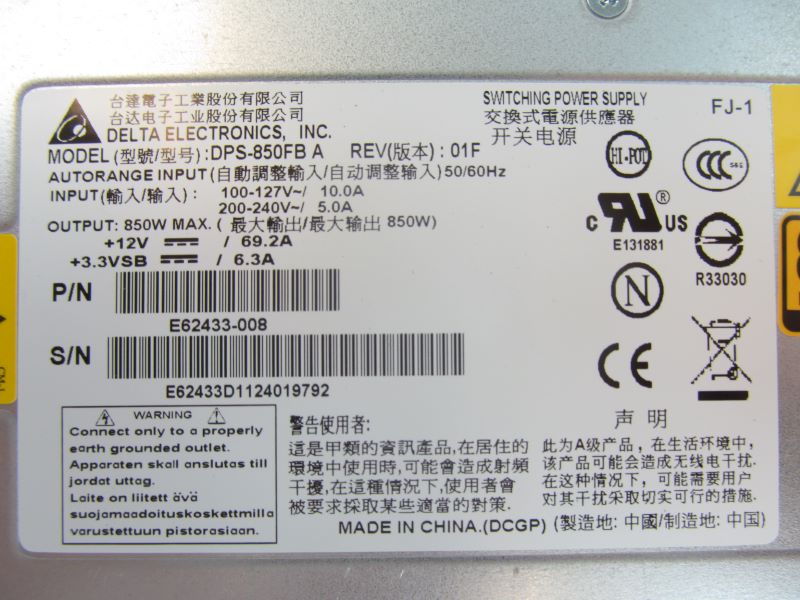 台達電子工業股份有限公司
台达电子工业股份有限公司
DELTA ELECTRONICS, INC.
SWITCHING POWER SUPPLY
交換式電源供應器
开关电源
FJ-1
MODEL (型號/型号) :DPS-850FB A REV(版本) : 01F
AUTORANGE INPUT (自動調整輸入/自动调整输入) 50/60Hz
INPUT (輸入/输入) : 100-127V~/ 10.0A
200-240V~/ 5.0A
OUTPUT: 850W MAX. ( 最大輸出/最大输出 850W)
+12V / 69.2A
+3.3VSB / 6.3A
HI-POT
CCC
S&E
c RU ® US
E131881
R33030
N
CE
P/N
E62433-008
S/N
E62433D1124019792
WARNING
Connect only to a properly
earth grounded outlet.
Apparaten skall anslutas till
jordat uttag.
Laite on liitett ävä
suojamaadoituskoskettmilla
varustettuun pistorasiaan.
警告使用者:
這是甲類的資訊產品,在居住的
環境中使用時,可能會造成射頻
干擾,在這種情況下,使用者會
被要求採取某些適當的對策.
声 明
此为A级产品，在生活环境中,
该产品可能会造成无线电干扰.
在这种情况下，可能需要用户
对其干扰采取切实可行的措施.
MADE IN CHINA.(DCGP) (製造地: 中國/制造地: 中国)